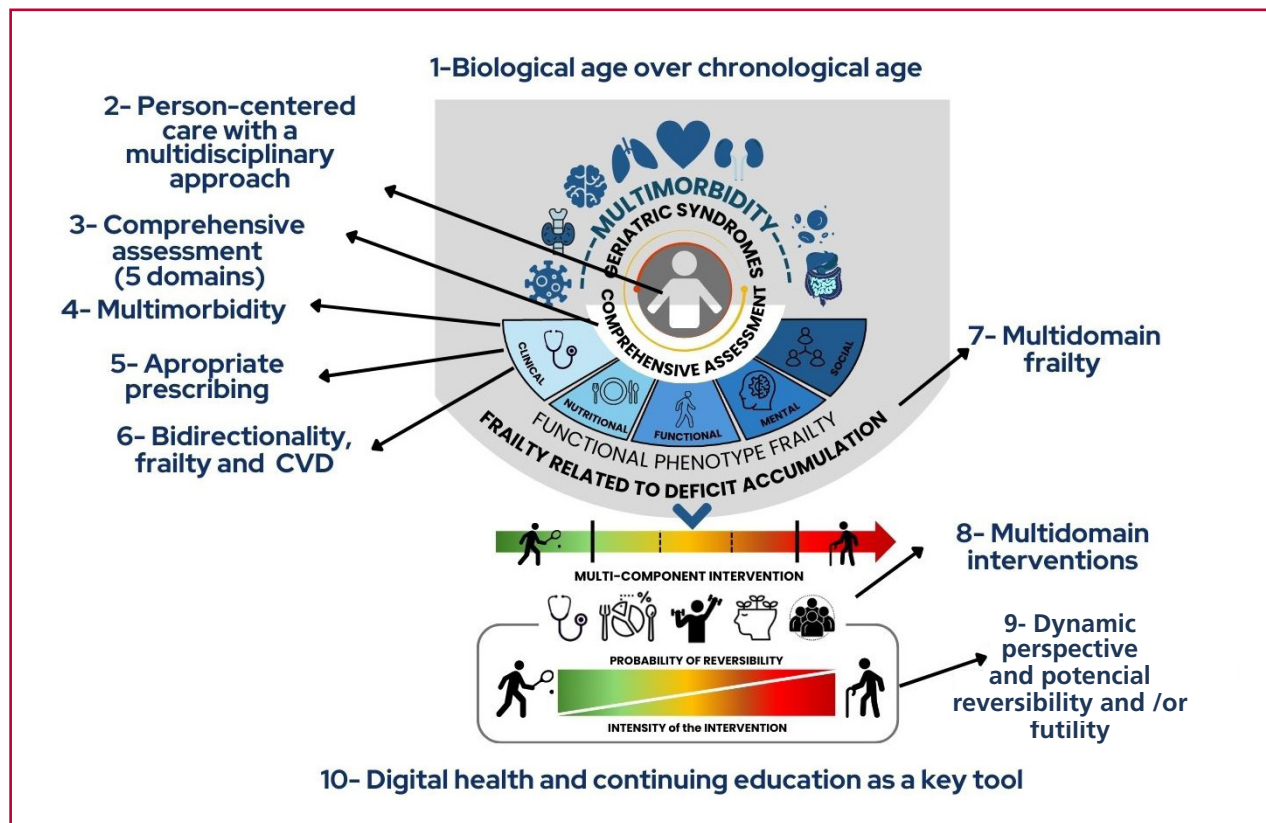 1-Biological age over chronological age
2- Person-centered
care with a
multidisciplinary
approach
3- Comprehensive
assessment
(5 domains)
4- Multimorbidity
5- Apropriate
prescribing
6- Bidirectionality,
frailty and CVD
MULTIMORBIDITY
GERIATRIC SYNDROMES
COMPREHENSIVE ASSESSMENT
CLINICAL
NUTRITIONAL
FUNCTIONAL
MENTAL
SOCIAL
FUNCTIONAL PHENOTYPE FRAILTY
FRAILTY RELATED TO DEFICIT ACCUMULATION
7- Multidomain
frailty
MULTI-COMPONENT INTERVENTION
%
8- Multidomain
interventions
PROBABILITY OF REVERSIBILITY
INTENSITY of the INTERVENTION
9- Dynamic
perspective
and potencial
reversibility and /or
futility
10- Digital health and continuing education as a key tool